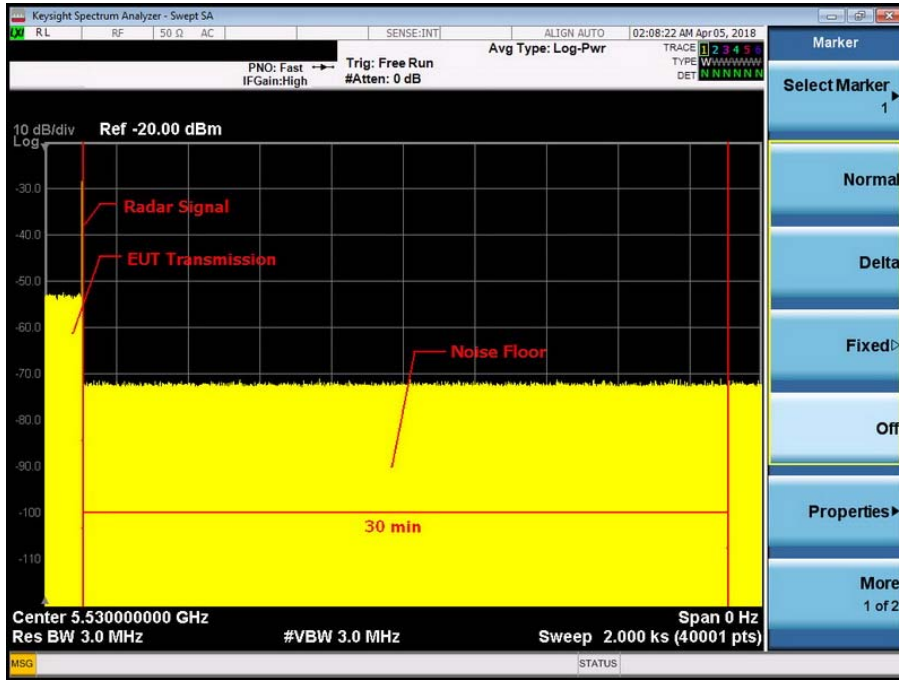 Keysight Spectrum Analyzer - Swept SA
LXI RL RF 50 Ω AC SENSE:INT ALIGN AUTO 02:08:22 AM Apr 05, 2018
Avg Type: Log-Pwr TRACE 1 2 3 4 5 6
PNO: Fast Trig: Free Run TYPE WWWWWW
IFGain:High #Atten: 0 dB DET N N N N N N
10 dB/div Ref -20.00 dBm
Log
-30.0
Radar Signal
-40.0
EUT Transmission
-50.0
-60.0
Noise Floor
-70.0
-80.0
-90.0
-100
30 min
-110
Center 5.530000000 GHz Span 0 Hz
Res BW 3.0 MHz #VBW 3.0 MHz Sweep 2.000 ks (40001 pts)
MSG STATUS
Marker
Select Marker
1
Normal
Delta
Fixed
Off
Properties
More
1 of 2